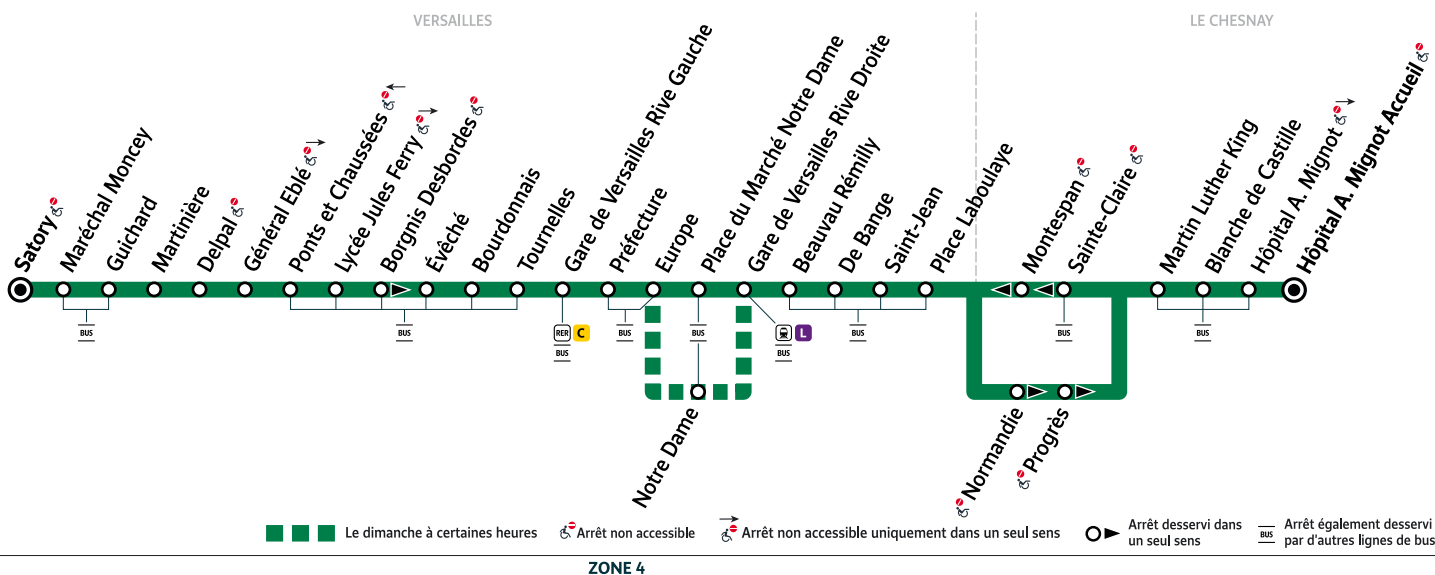 VERSAILLES
LE CHESNAY
Satory
Maréchal Moncey
Guichard
Martinière
Delpal
Général Eblé
Ponts et Chaussées
Lycée Jules Ferry
Borgnis Desbordes
Évêché
Bourdonnais
Tournelles
Gare de Versailles Rive Gauche
Préfecture
Europe
Place du Marché Notre Dame
Gare de Versailles Rive Droite
Beauvau Rémilly
De Bange
Saint-Jean
Place Laboulaye
Montespan
Sainte-Claire
Martin Luther King
Blanche de Castille
Hôpital A. Mignot
Hôpital A. Mignot Accueil
BUS
BUS
RER C
BUS
BUS
BUS
L
BUS
BUS
BUS
BUS
Notre Dame
Normandie
Progrès
Le dimanche à certaines heures
Arrêt non accessible
Arrêt non accessible uniquement dans un seul sens
Arrêt desservi dans
un seul sens
BUS
Arrêt également desservi
par d'autres lignes de bus
ZONE 4